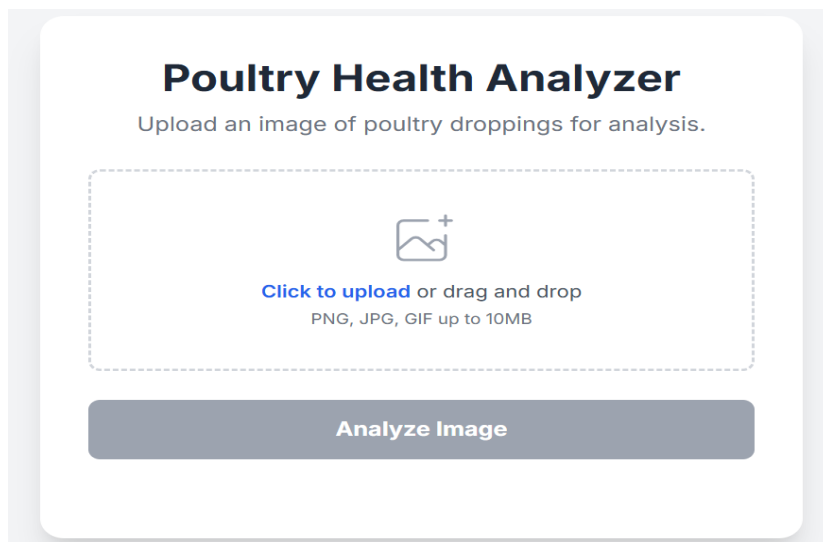 Poultry Health Analyzer
Upload an image of poultry droppings for analysis.
Click to upload or drag and drop
PNG, JPG, GIF up to 10MB
Analyze Image